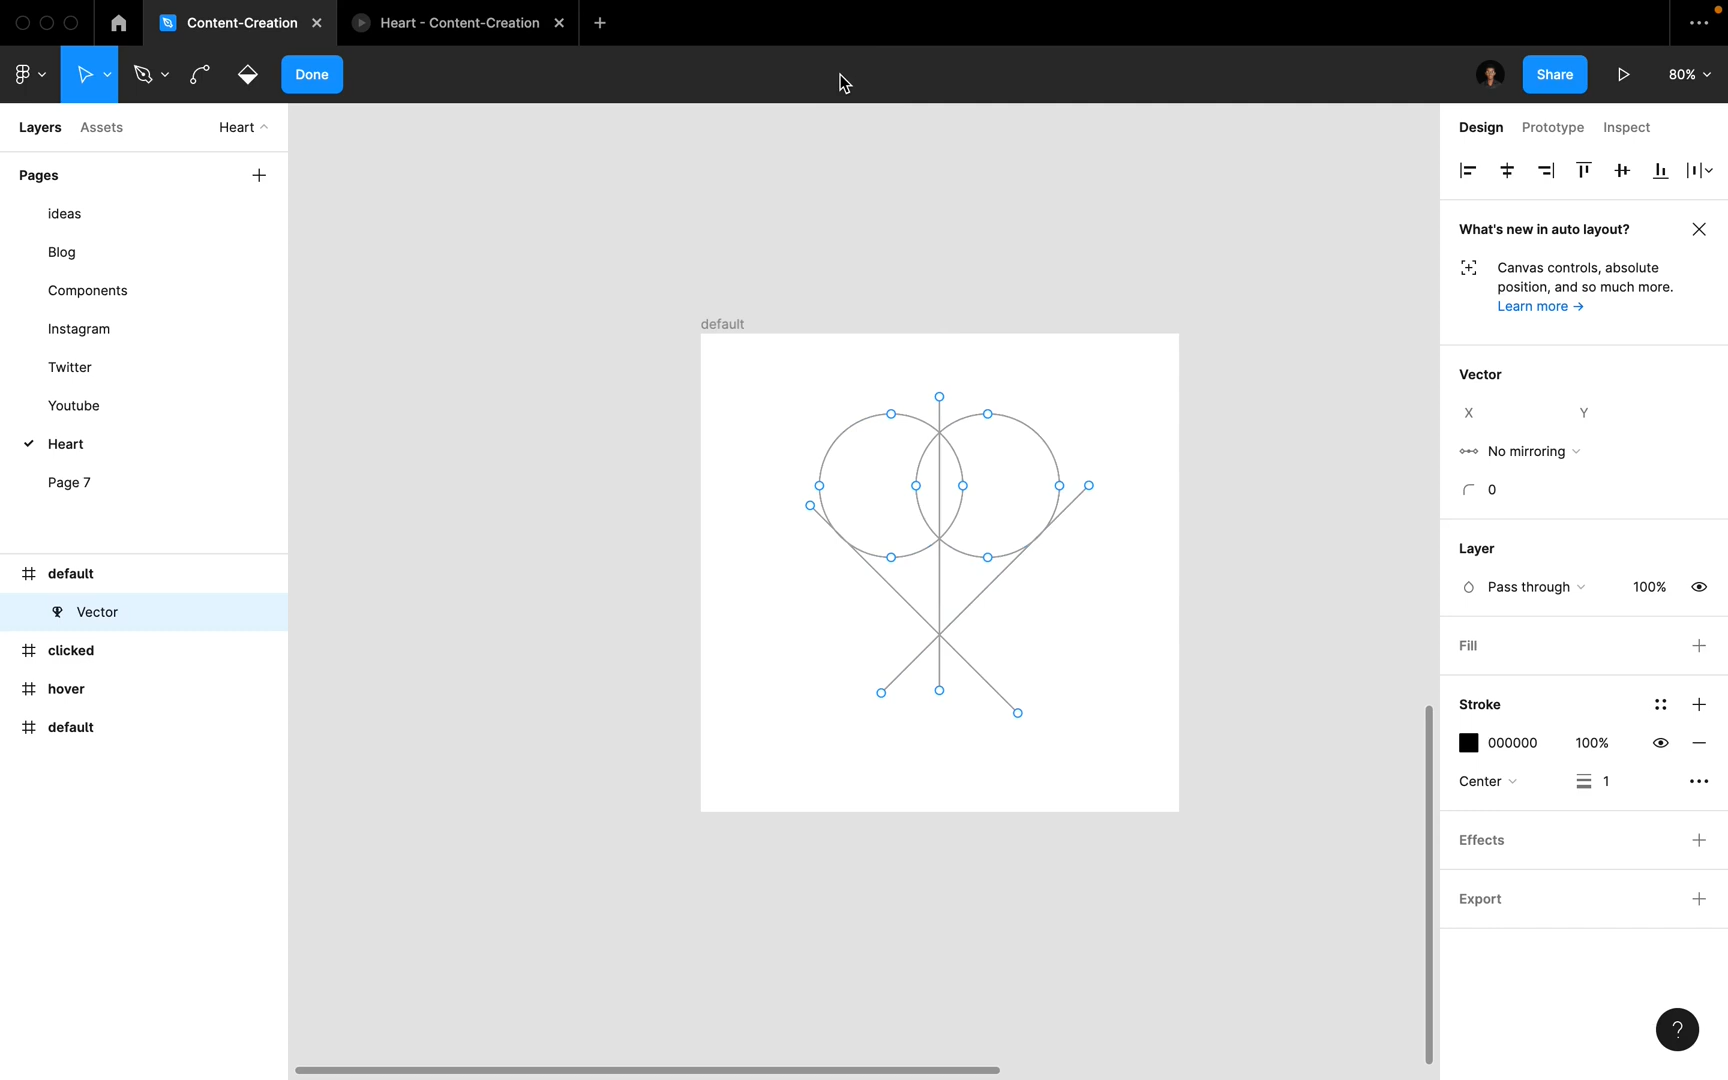 Content-Creation
Heart - Content-Creation
Done
Share
80%
Layers
Assets
Heart
Pages
ideas
Blog
Components
Instagram
Twitter
Youtube
Heart
Page 7
default
Vector
clicked
hover
default
default
Design
Prototype
Inspect
What's new in auto layout?
Canvas controls, absolute
position, and so much more.
Learn more →
Vector
X
Y
No mirroring
0
Layer
Pass through
100%
Fill
Stroke
000000
100%
Center
1
Effects
Export
?